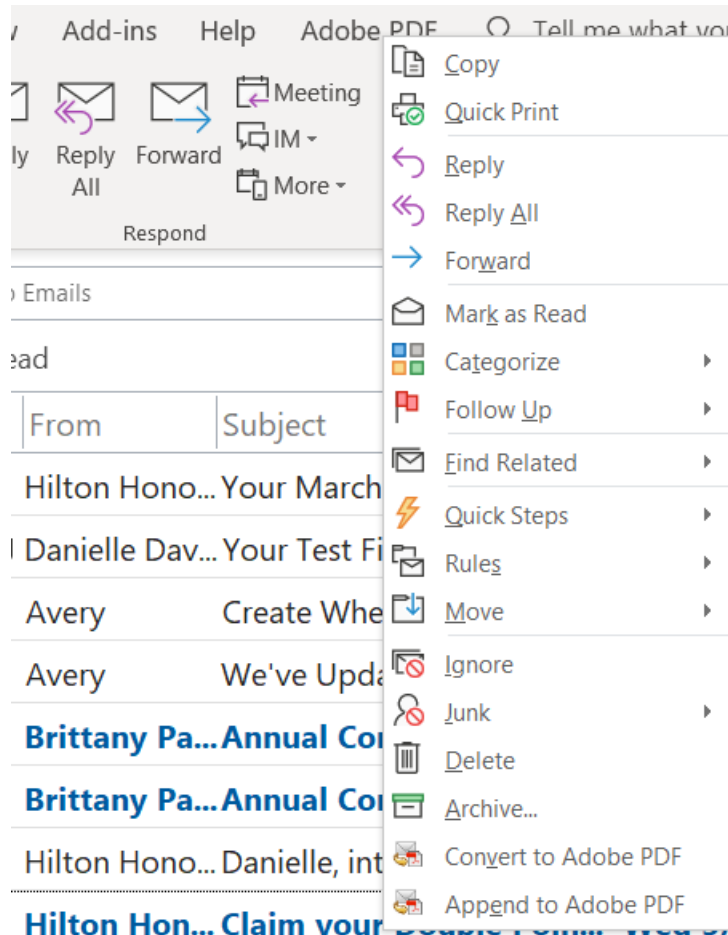 Add-ins Help Adobe PDF Tell me what you
Meeting
IM
Reply All Forward
More
Respond
Emails
From Subject
Hilton Hono... Your March
Danielle Dav... Your Test Fi
Avery Create Whe
Avery We've Upda
Brittany Pa... Annual Co
Brittany Pa... Annual Co
Hilton Hono... Danielle, int
Hilton Hon... Claim your Double Poin... Wed
Copy
Quick Print
Reply
Reply All
Forward
Mark as Read
Categorize
Follow Up
Find Related
Quick Steps
Rules
Move
Ignore
Junk
Delete
Archive...
Convert to Adobe PDF
Append to Adobe PDF